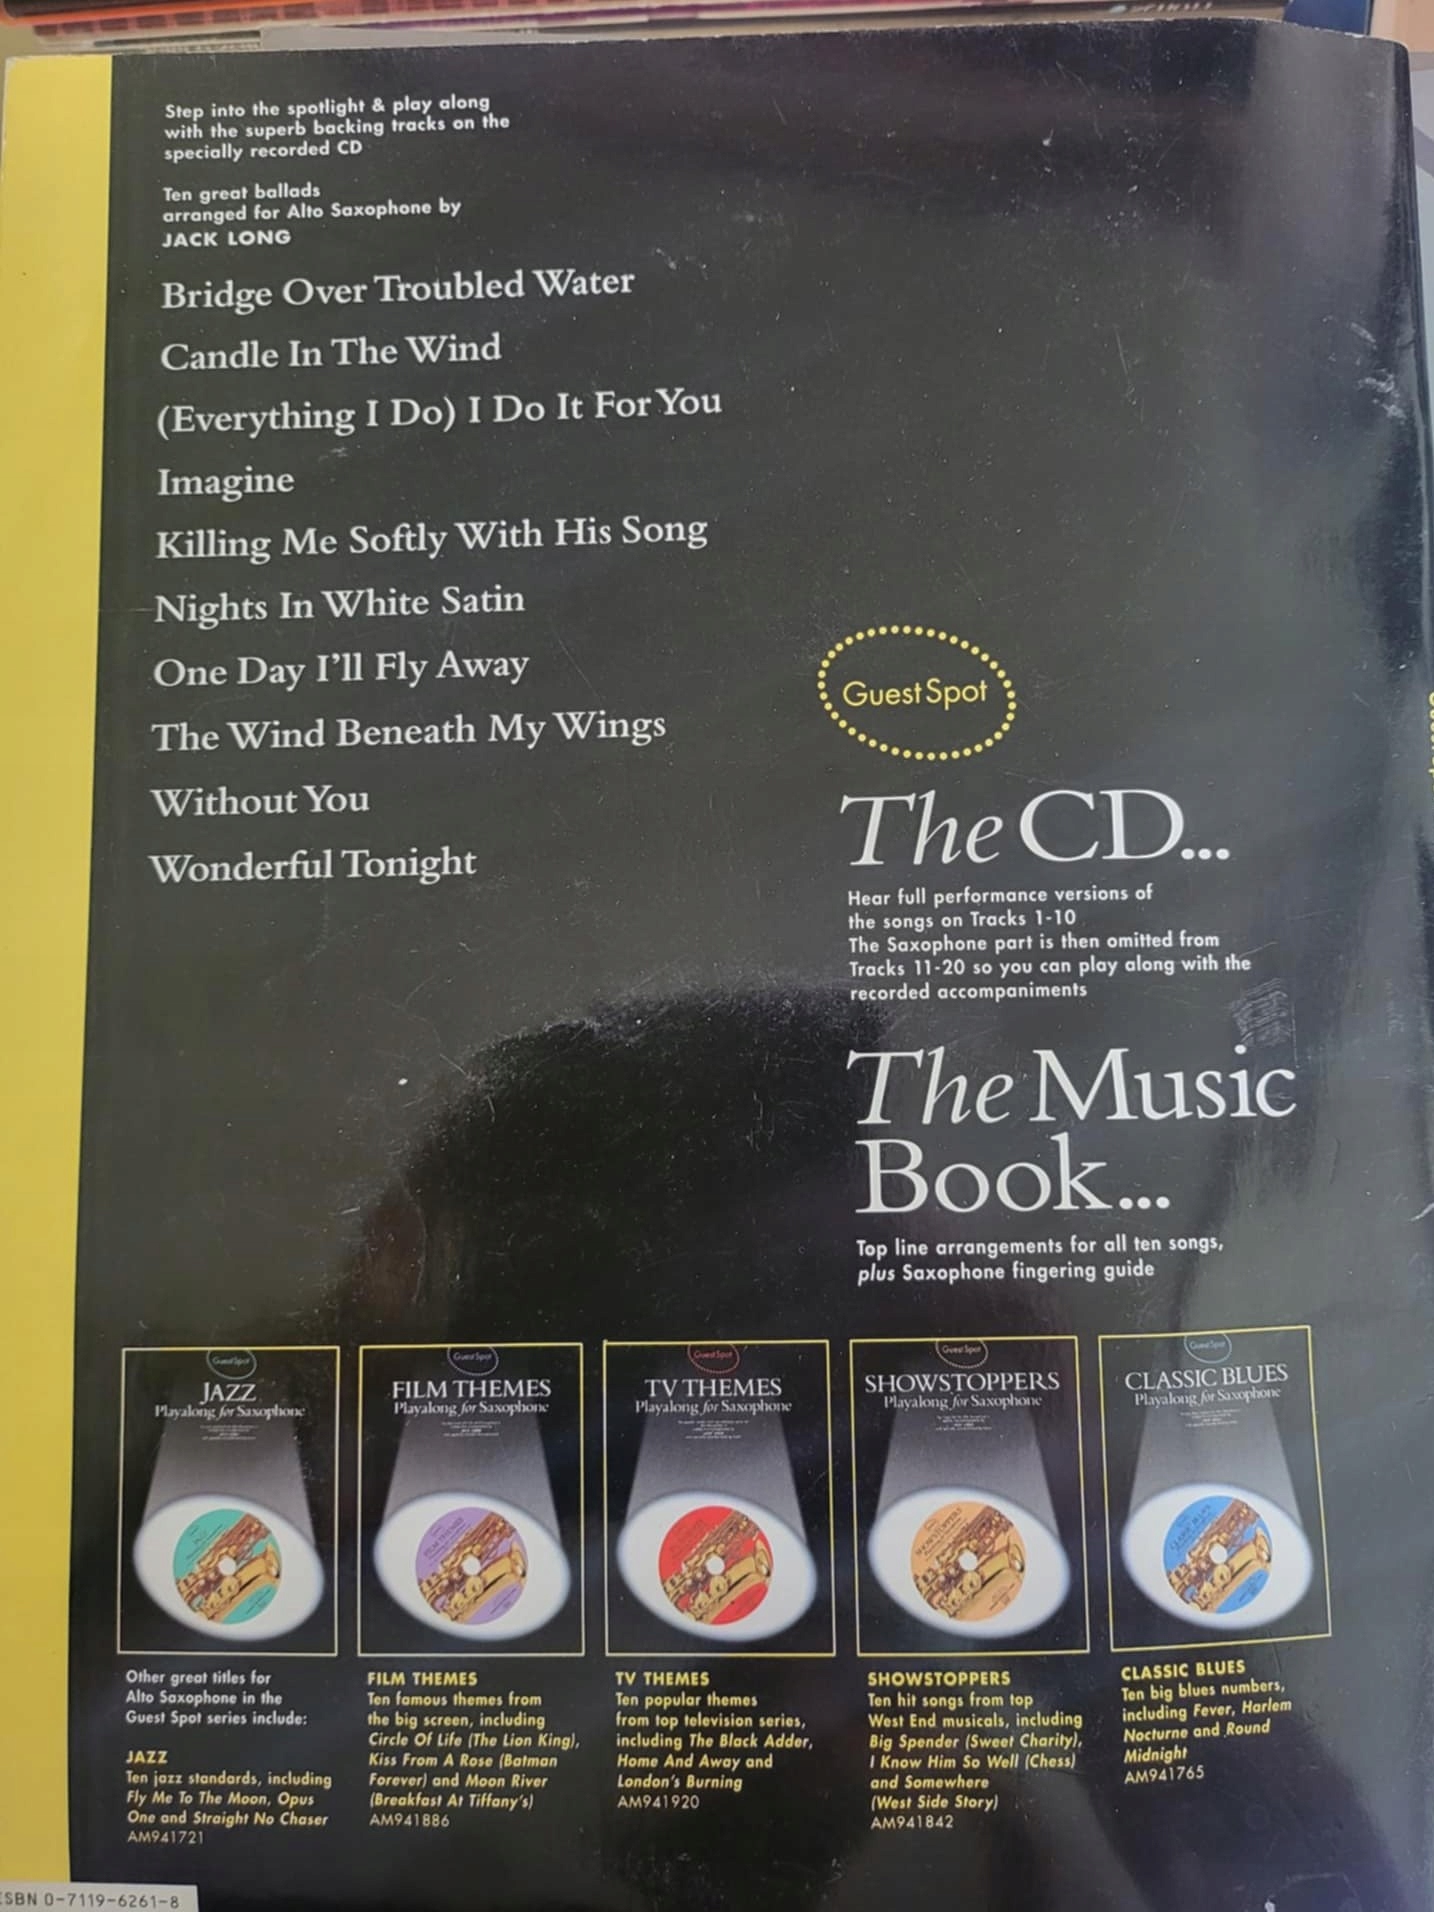 Step into the spotlight & play along
with the superb backing tracks on the
specially recorded CD
Ten great ballads
arranged for Alto Saxophone by
JACK LONG
Bridge Over Troubled Water
Candle In The Wind
(Everything I Do) I Do It For You
Imagine
Killing Me Softly With His Song
Nights In White Satin
One Day I'll Fly Away
The Wind Beneath My Wings
Without You
Wonderful Tonight
Guest Spot
The CD...
Hear full performance versions of
the songs on Tracks 1-10
The Saxophone part is then omitted from
Tracks 11-20 so you can play along with the
recorded accompaniments
The Music
Book...
Top line arrangements for all ten songs,
plus Saxophone fingering guide
Guest Spot
JAZZ
Playalong for Saxophone
Guest Spot
FILM THEMES
Playalong for Saxophone
Guest Spot
TV THEMES
Playalong for Saxophone
Guest Spot
SHOWSTOPPERS
Playalong for Saxophone
Guest Spot
CLASSIC BLUES
Playalong for Saxophone
Other great titles for
Alto Saxophone in the
Guest Spot series include:
JAZZ
Ten jazz standards, including
Fly Me To The Moon, Opus
One and Straight No Chaser
AM941721
FILM THEMES
Ten famous themes from
the big screen, including
Circle Of Life (The Lion King),
Kiss From A Rose (Batman
Forever) and Moon River
(Breakfast At Tiffany's)
AM941886
TV THEMES
Ten popular themes
from top television series,
including The Black Adder,
Home And Away and
London's Burning
AM941920
SHOWSTOPPERS
Ten hit songs from top
West End musicals, including
Big Spender (Sweet Charity),
I Know Him So Well (Chess)
and Somewhere
(West Side Story)
AM941842
CLASSIC BLUES
Ten big blues numbers,
including Fever, Harlem
Nocturne and Round
Midnight
AM941765
ISBN 0-7119-6261-8